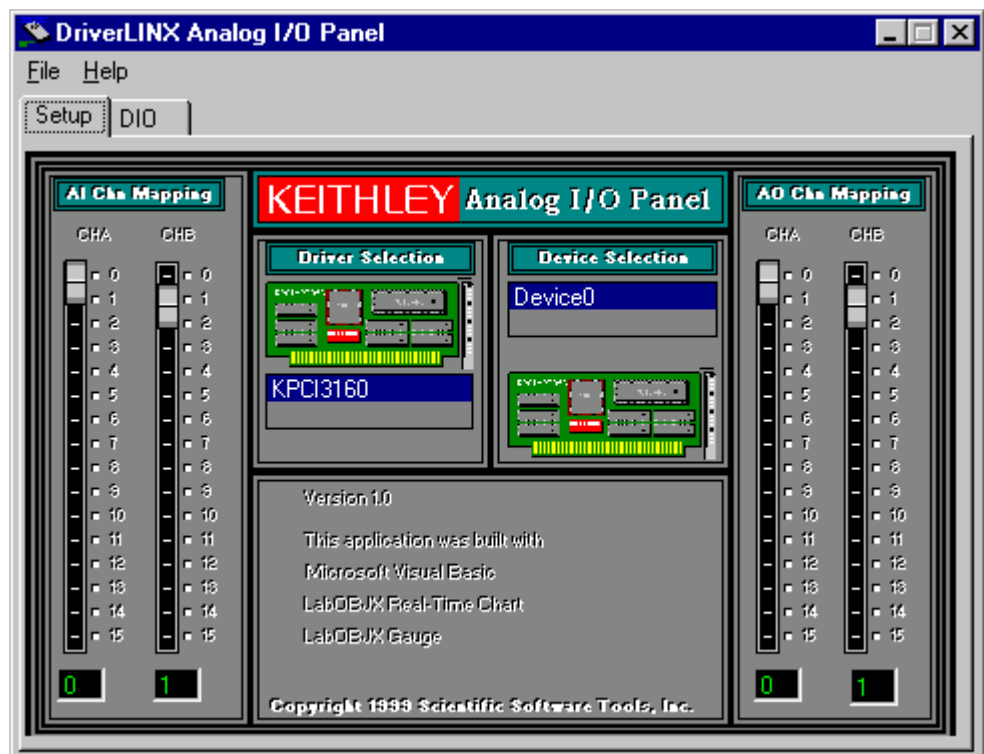 DriverLINX Analog I/O Panel
File Help
Setup DIO
AI Chn Mapping
CHA CHB
0 0
1 1
2 2
3 3
4 4
5 5
6 6
7 7
8 8
9 9
10 10
11 11
12 12
13 13
14 14
15 15
0 1
KEITHLEY Analog I/O Panel
Driver Selection
KPCI3160
Device Selection
Device0
Version 1.0
This application was built with
Microsoft Visual Basic
LabOBJX Real-Time Chart
LabOBJX Gauge
Copyright 1999 Scientific Software Tools, Inc.
AO Chn Mapping
CHA CHB
0 0
1 1
2 2
3 3
4 4
5 5
6 6
7 7
8 8
9 9
10 10
11 11
12 12
13 13
14 14
15 15
0 1